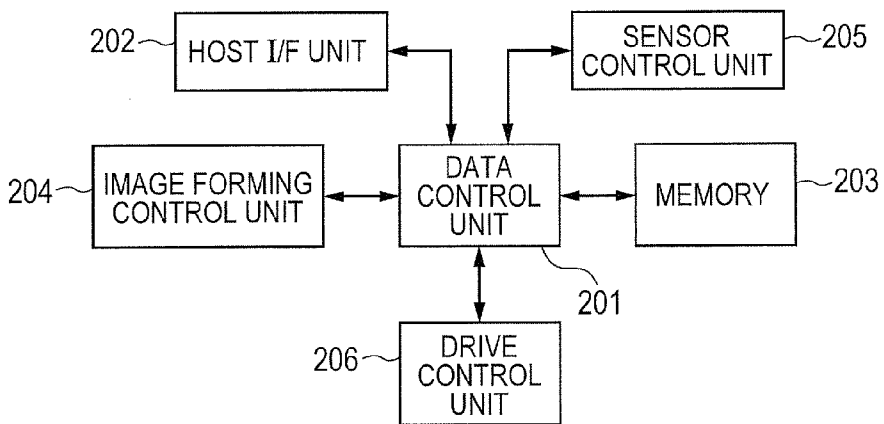 202
HOST I/F UNIT
SENSOR
CONTROL UNIT
205
204
IMAGE FORMING
CONTROL UNIT
DATA
CONTROL
UNIT
MEMORY
203
201
206
DRIVE
CONTROL
UNIT